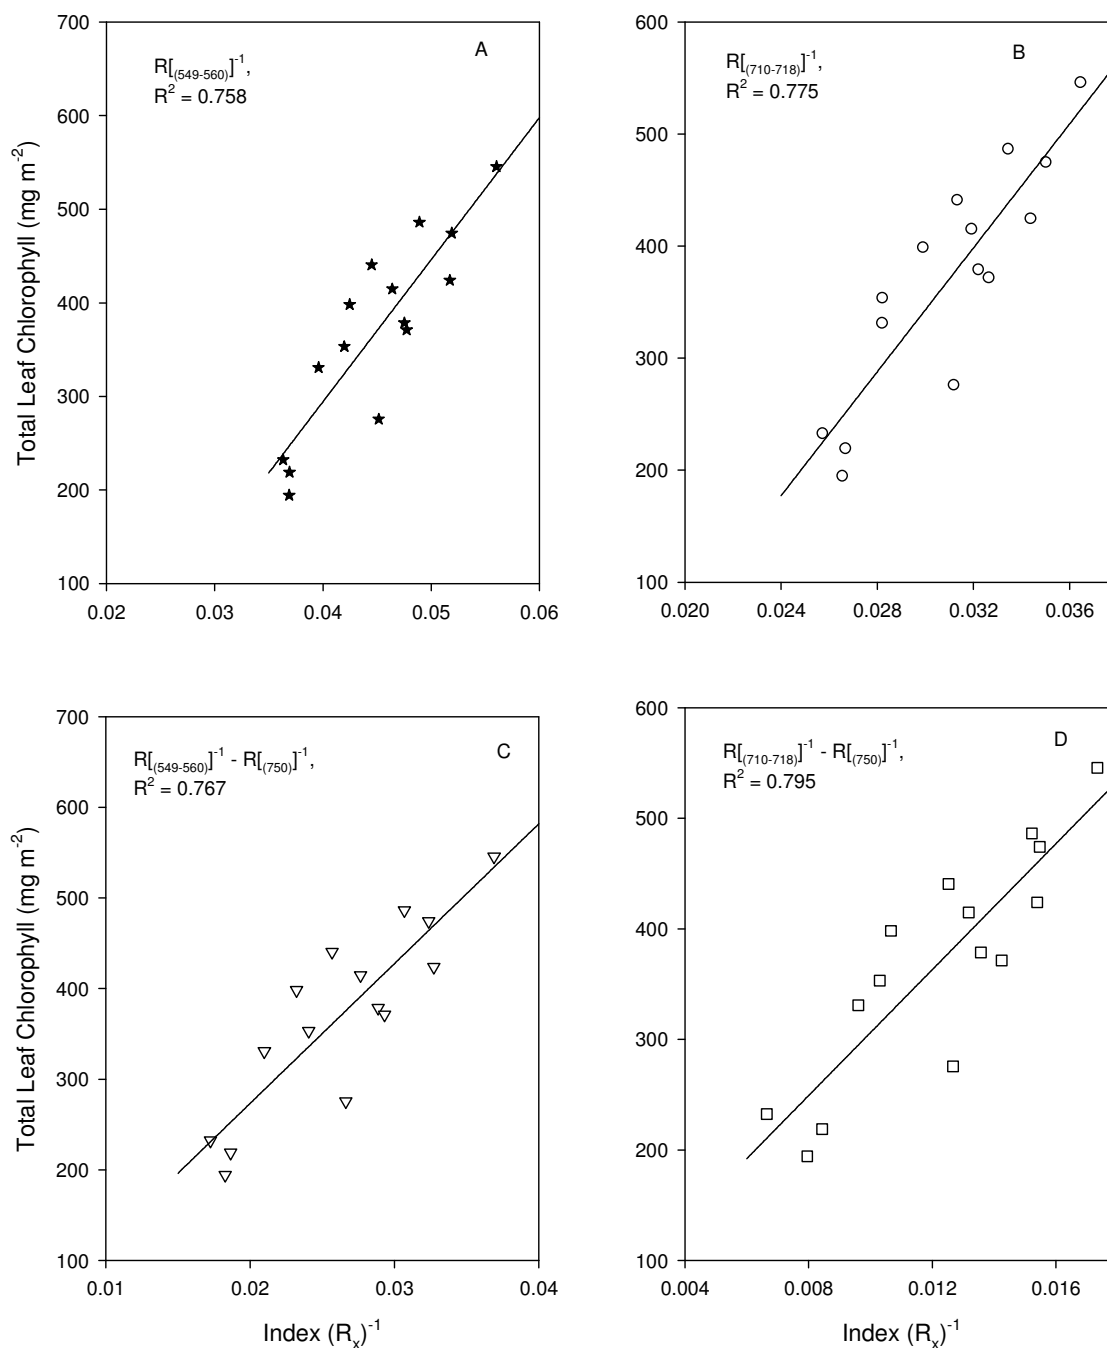 700
600
500
400
300
200
100
Total Leaf Chlorophyll (mg m-2)
R[(549-560)]-1,
R2 = 0.758
A
0.02 0.03 0.04 0.05 0.06
600
500
400
300
200
100
R[(710-718)]-1,
R2 = 0.775
B
0.020 0.024 0.028 0.032 0.036
700
600
500
400
300
200
100
Total Leaf Chlorophyll (mg m-2)
R[(549-560)]-1 - R[(750)]-1,
R2 = 0.767
C
0.01 0.02 0.03 0.04
Index (Rx)-1
600
500
400
300
200
100
R[(710-718)]-1 - R[(750)]-1,
R2 = 0.795
D
0.004 0.008 0.012 0.016
Index (Rx)-1